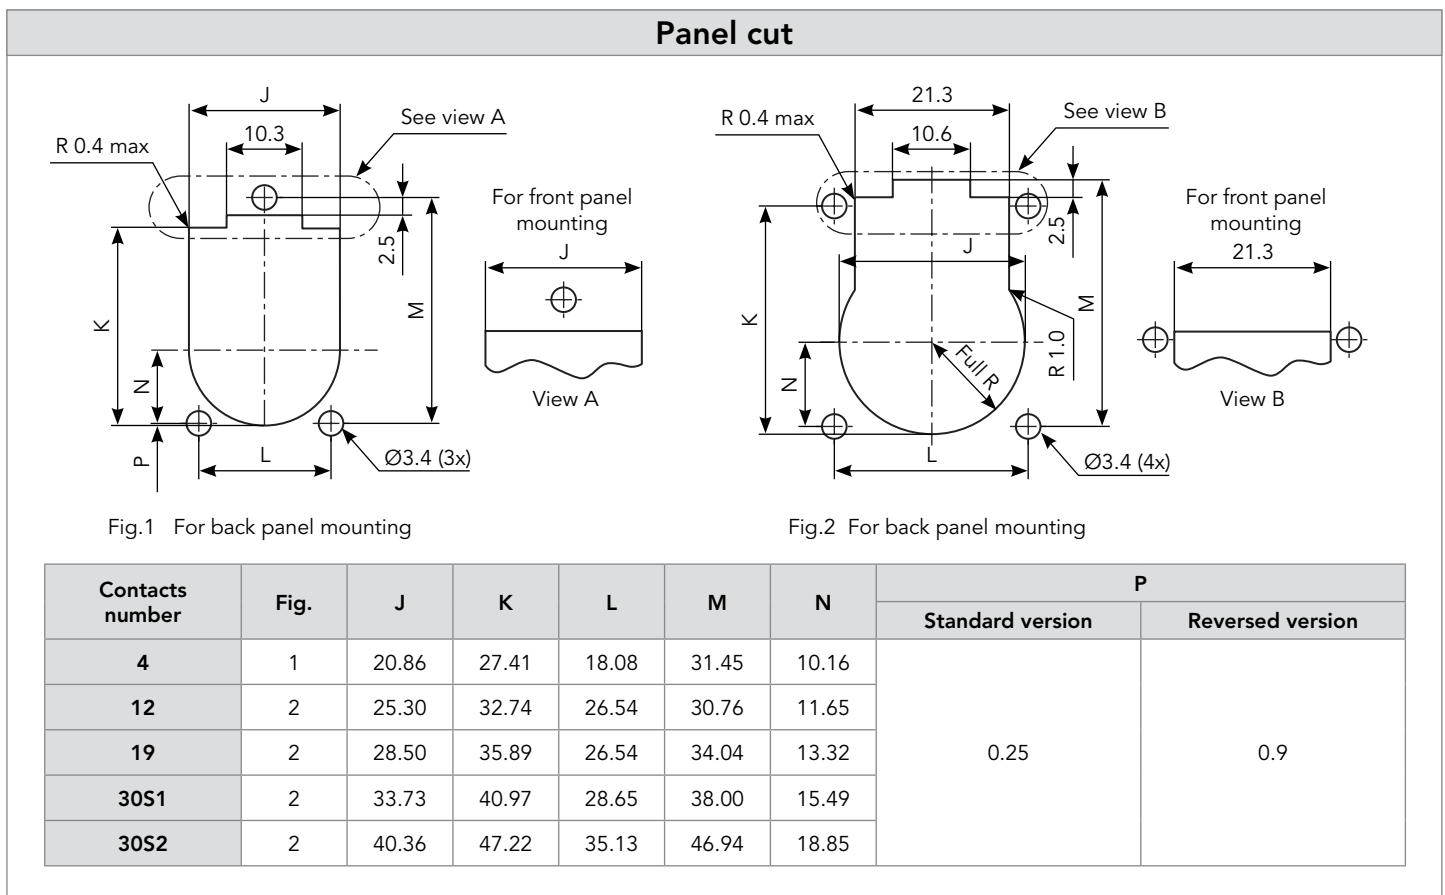 Panel cut
J
10.3
R 0.4 max
See view A
2.5
K
M
N
P
L
Ø3.4 (3x)
For front panel
mounting
J
View A
Fig.1 For back panel mounting
21.3
10.6
R 0.4 max
See view B
2.5
J
K
M
N
Full R
R 1.0
L
Ø3.4 (4x)
For front panel
mounting
21.3
View B
Fig.2 For back panel mounting
Contacts number Fig. J K L M N P
Standard version Reversed version
4 1 20.86 27.41 18.08 31.45 10.16
12 2 25.30 32.74 26.54 30.76 11.65
19 2 28.50 35.89 26.54 34.04 13.32 0.25 0.9
30S1 2 33.73 40.97 28.65 38.00 15.49
30S2 2 40.36 47.22 35.13 46.94 18.85